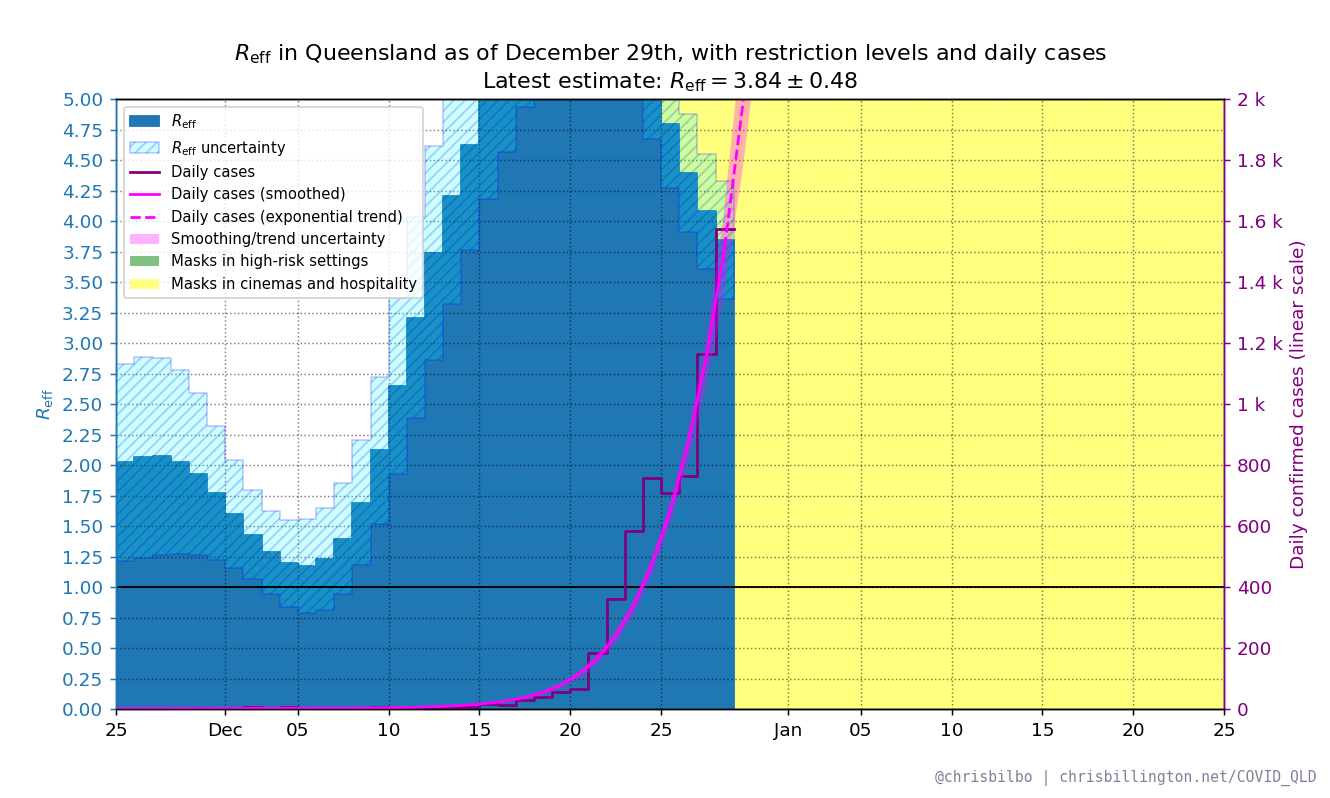 Reff in Queensland as of December 29th, with restriction levels and daily cases
Latest estimate: Reff = 3.84 ± 0.48
Reff
Reff uncertainty
Daily cases
Daily cases (smoothed)
Daily cases (exponential trend)
Smoothing/trend uncertainty
Masks in high-risk settings
Masks in cinemas and hospitality
Reff
5.00
4.75
4.50
4.25
4.00
3.75
3.50
3.25
3.00
2.75
2.50
2.25
2.00
1.75
1.50
1.25
1.00
0.75
0.50
0.25
0.00
2 k
1.8 k
1.6 k
1.4 k
1.2 k
1 k
800
600
400
200
0
Daily confirmed cases (linear scale)
25 Dec 05 10 15 20 25 Jan 05 10 15 20 25
@chrisbilbo | chrisbillington.net/COVID_QLD